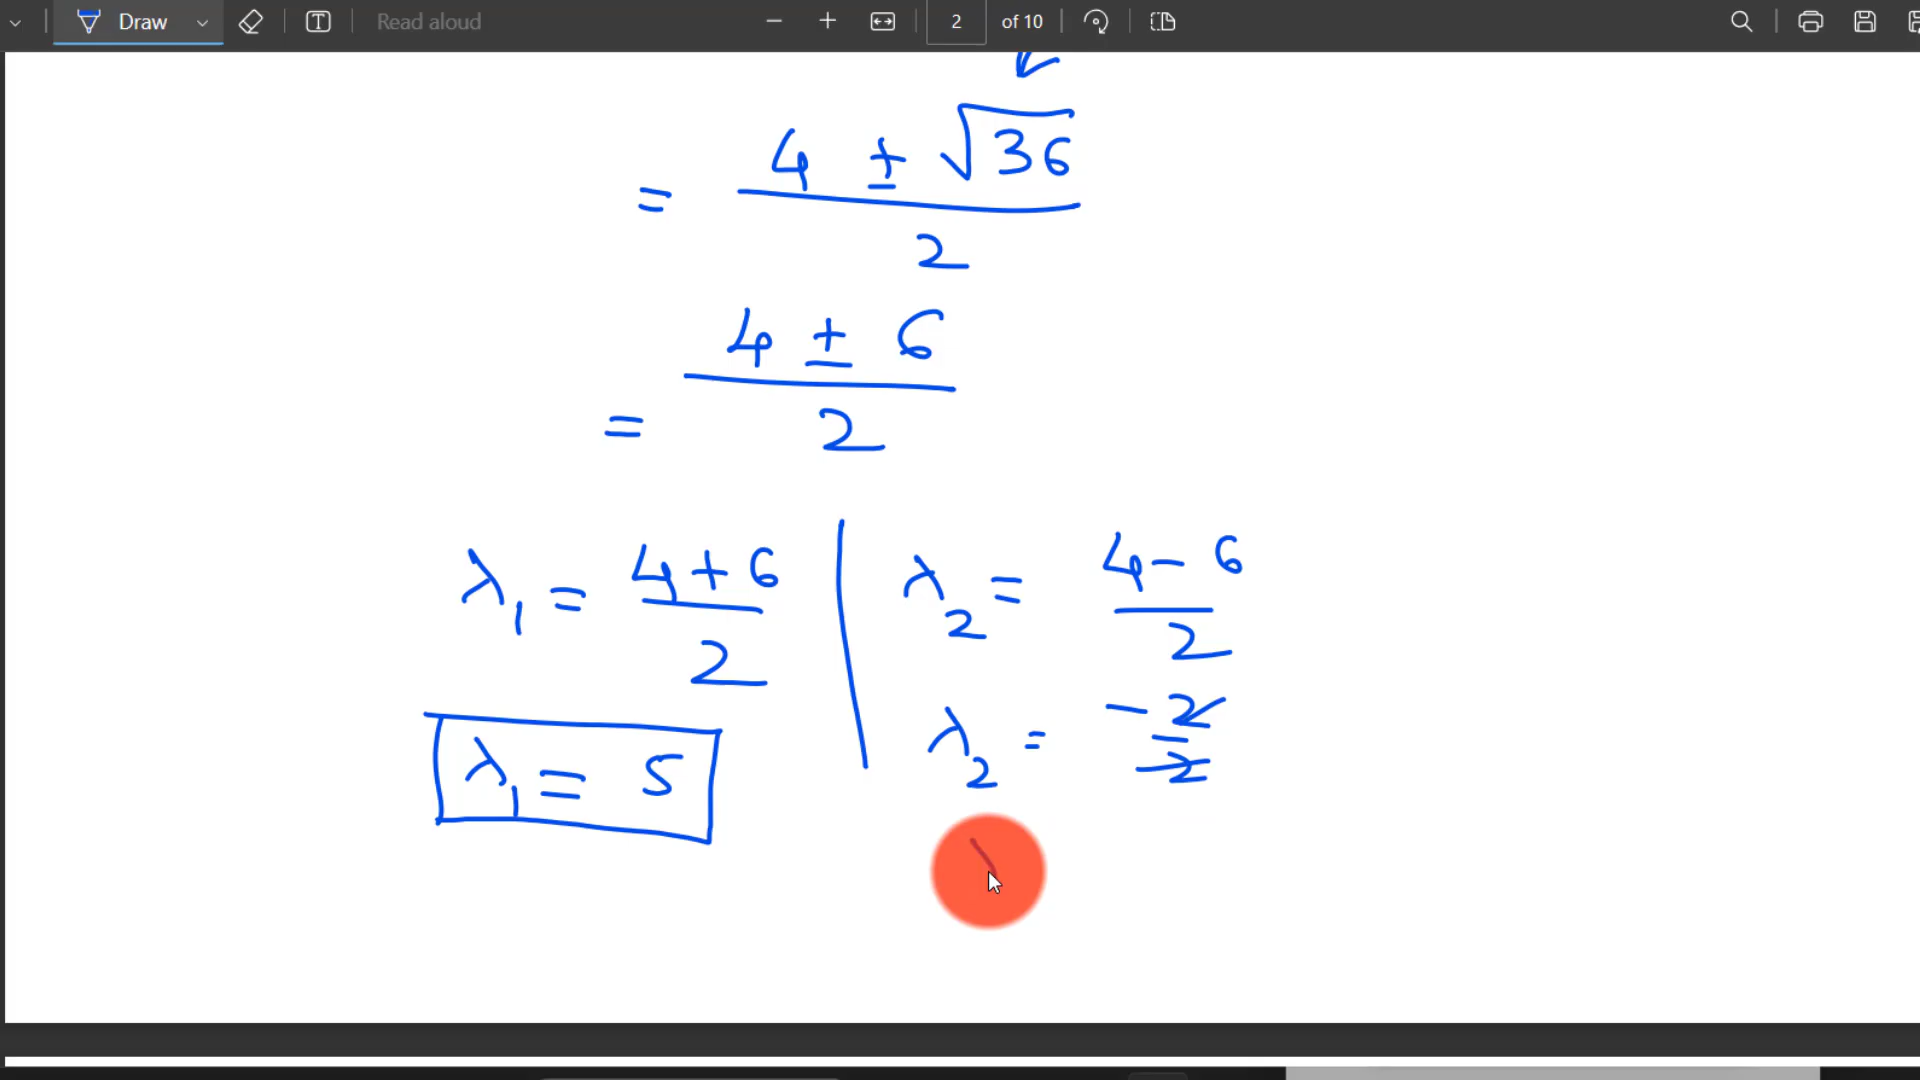 Draw Read aloud 2 of 10
= 4 ± √36 / 2
= 4 ± 6 / 2
λ₁ = 4 + 6 / 2
λ₂ = 4 - 6 / 2
λ₁ = 5
λ₂ = -2 / 2